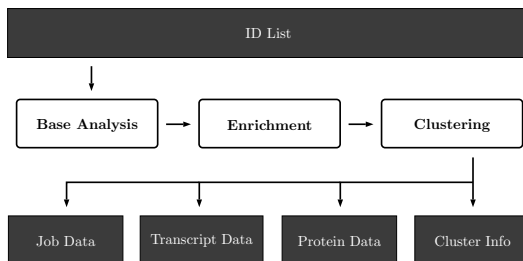 ID List
Base Analysis
Enrichment
Clustering
Job Data
Transcript Data
Protein Data
Cluster Info